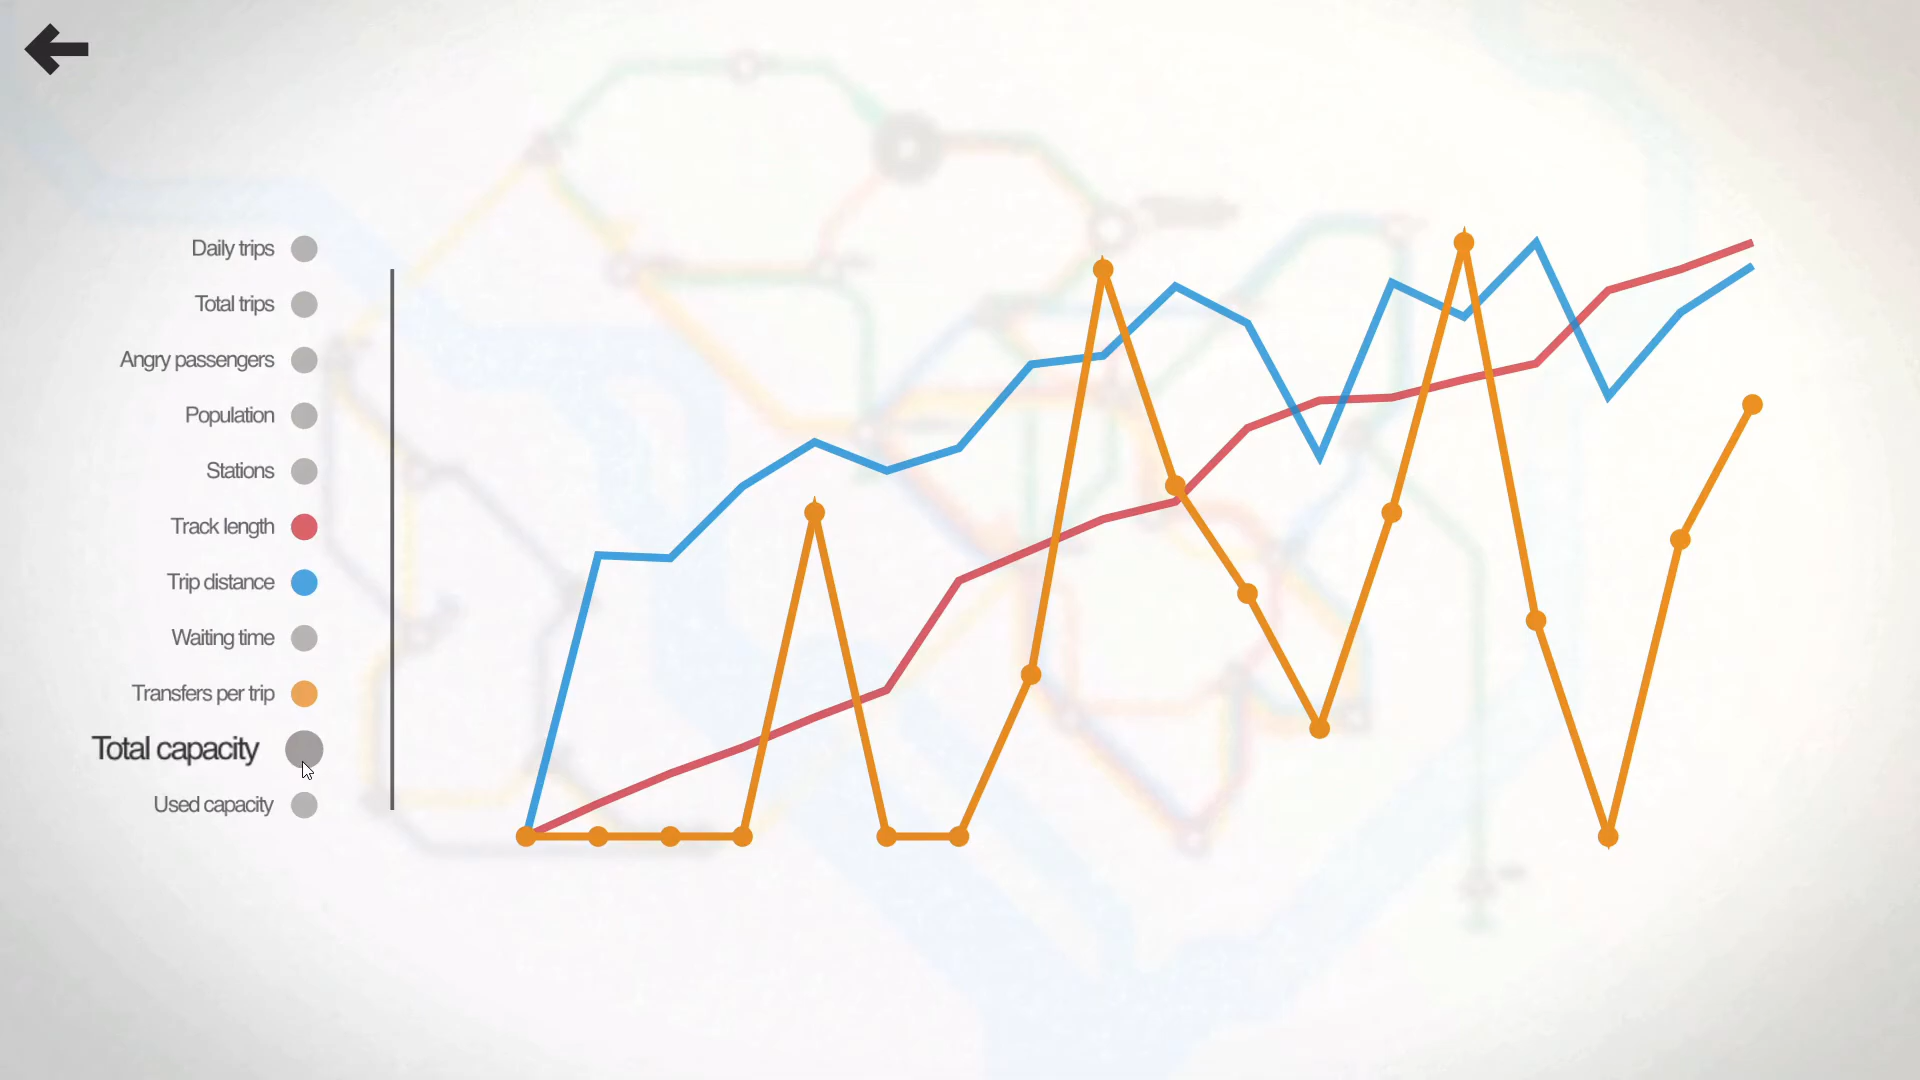 Daily trips
Total trips
Angry passengers
Population
Stations
Track length
Trip distance
Waiting time
Transfers per trip
Total capacity
Used capacity